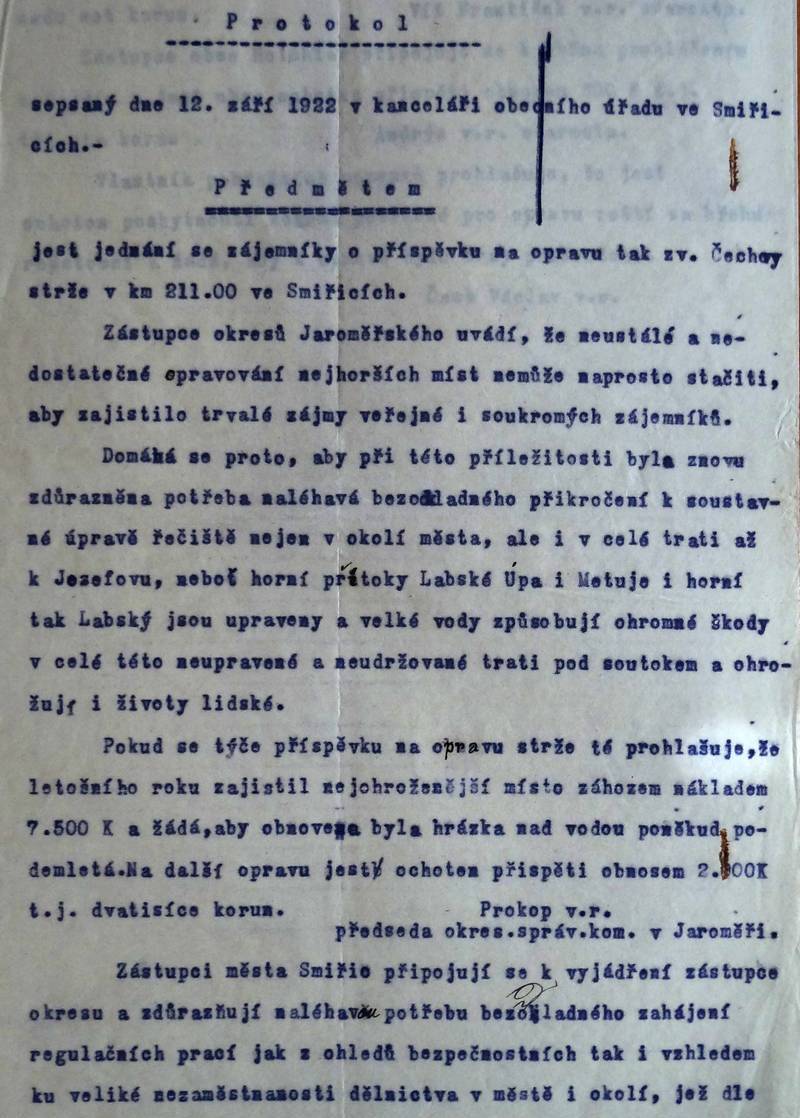 Protokol
sepsaný dne 12. září 1922 v kanceláři obecního úřadu ve Smiři-
cích.-
Předmětem
jest jednání se zájemníky o příspěvku na opravu tak zv. Čechovy
strže v km 211.00 ve Smiřicích.
Zástupce okresů Jaroměřského uvádí, že neustálé a ne-
dostatečné opravování nejhorších míst nemůže naprosto stačiti,
aby zajistilo trvalé zájmy veřejné i soukromých zájemníků.
Domáhá se proto, aby při této příležitosti byla znovu
zdůrazněna potřeba naléhavá bezodkladného přikročení k soustav-
né úpravě řečiště nejen v okolí města, ale i v celé trati až
k Jezefovu, neboť horní přítoky Labské Úpa i Metuje i horní
tak Labský jsou upraveny a velké vody způsobují ohromné škody
v celé této neupravené a neudržované trati pod soutokem a ohro-
žují i životy lidské.
Pokud se týče příspěvku na opravu strže té prohlašuje,že
letošního roku zajistil nejohroženější místo záhozem nákladem
7.500 K a žádá,aby obnovena byla hrázka nad vodou poněkud po-
demletá.Na další opravu jest ochoten přispěti obnosem 2.000K
t.j. dvatisíce korun. Prokop v.r.
předseda okres.správ.kom. v Jaroměři.
Zástupci města Smiřic připojují se k vyjádření zástupce
okresu a zdůrazňují naléhavou potřebu bezodkladného zahájení
regulačních prací jak z ohledů bezpečnostních tak i vzhledem
ku veliké nezaměstnanosti dělnictva v městě i okolí, jež dle